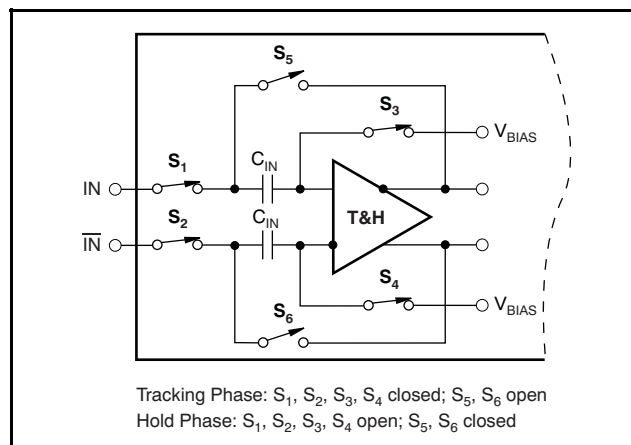 S5
S3
VBIAS
CIN
S1
IN
T&H
CIN
S2
IN
S4
VBIAS
S6
Tracking Phase: S1, S2, S3, S4 closed; S5, S6 open
Hold Phase: S1, S2, S3, S4 open; S5, S6 closed